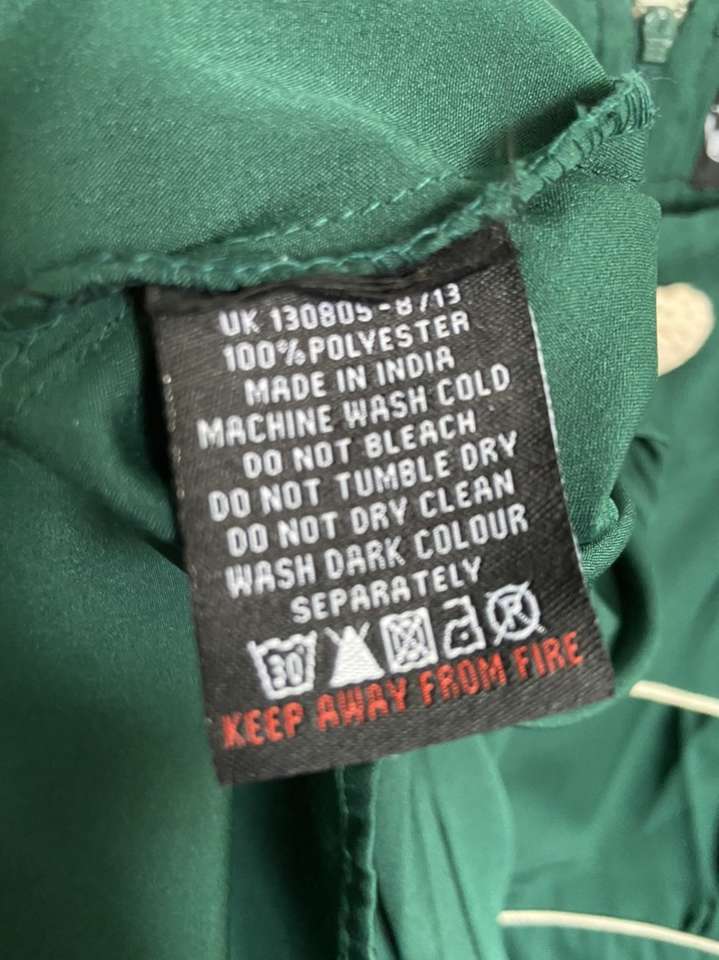 UK 130805-8/13
100% POLYESTER
MADE IN INDIA
MACHINE WASH COLD
DO NOT BLEACH
DO NOT TUMBLE DRY
DO NOT DRY CLEAN
WASH DARK COLOUR
SEPARATELY
30° R
KEEP AWAY FROM FIRE